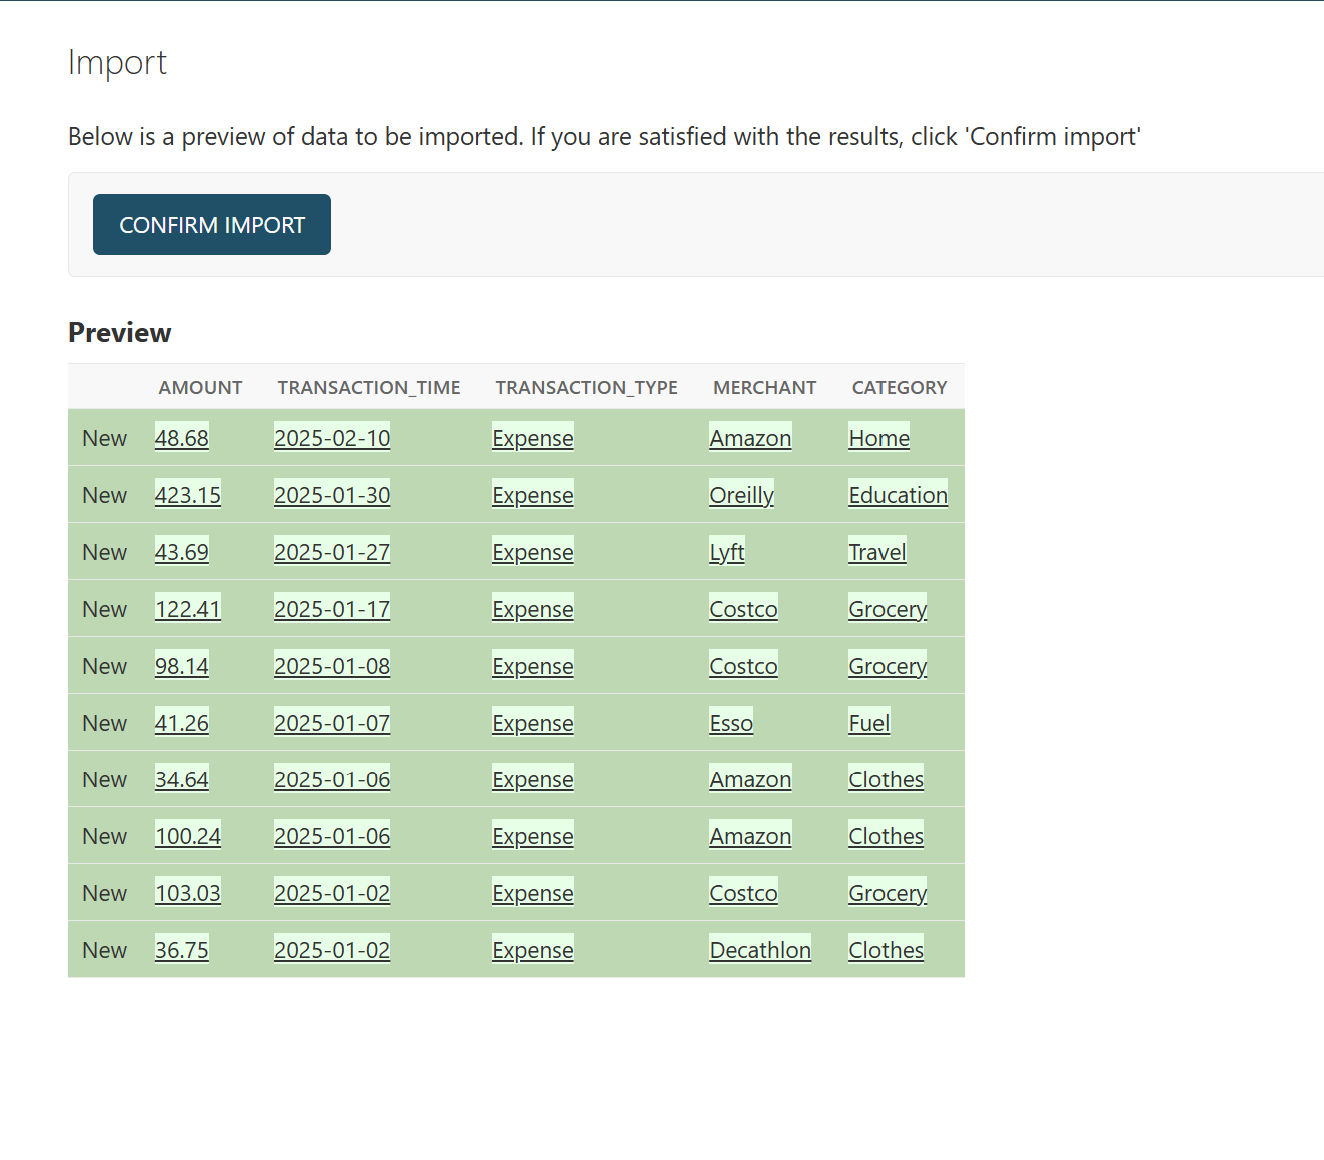 Import
Below is a preview of data to be imported. If you are satisfied with the results, click 'Confirm import'
CONFIRM IMPORT
Preview
AMOUNT TRANSACTION_TIME TRANSACTION_TYPE MERCHANT CATEGORY
New 48.68 2025-02-10 Expense Amazon Home
New 423.15 2025-01-30 Expense Oreilly Education
New 43.69 2025-01-27 Expense Lyft Travel
New 122.41 2025-01-17 Expense Costco Grocery
New 98.14 2025-01-08 Expense Costco Grocery
New 41.26 2025-01-07 Expense Esso Fuel
New 34.64 2025-01-06 Expense Amazon Clothes
New 100.24 2025-01-06 Expense Amazon Clothes
New 103.03 2025-01-02 Expense Costco Grocery
New 36.75 2025-01-02 Expense Decathlon Clothes